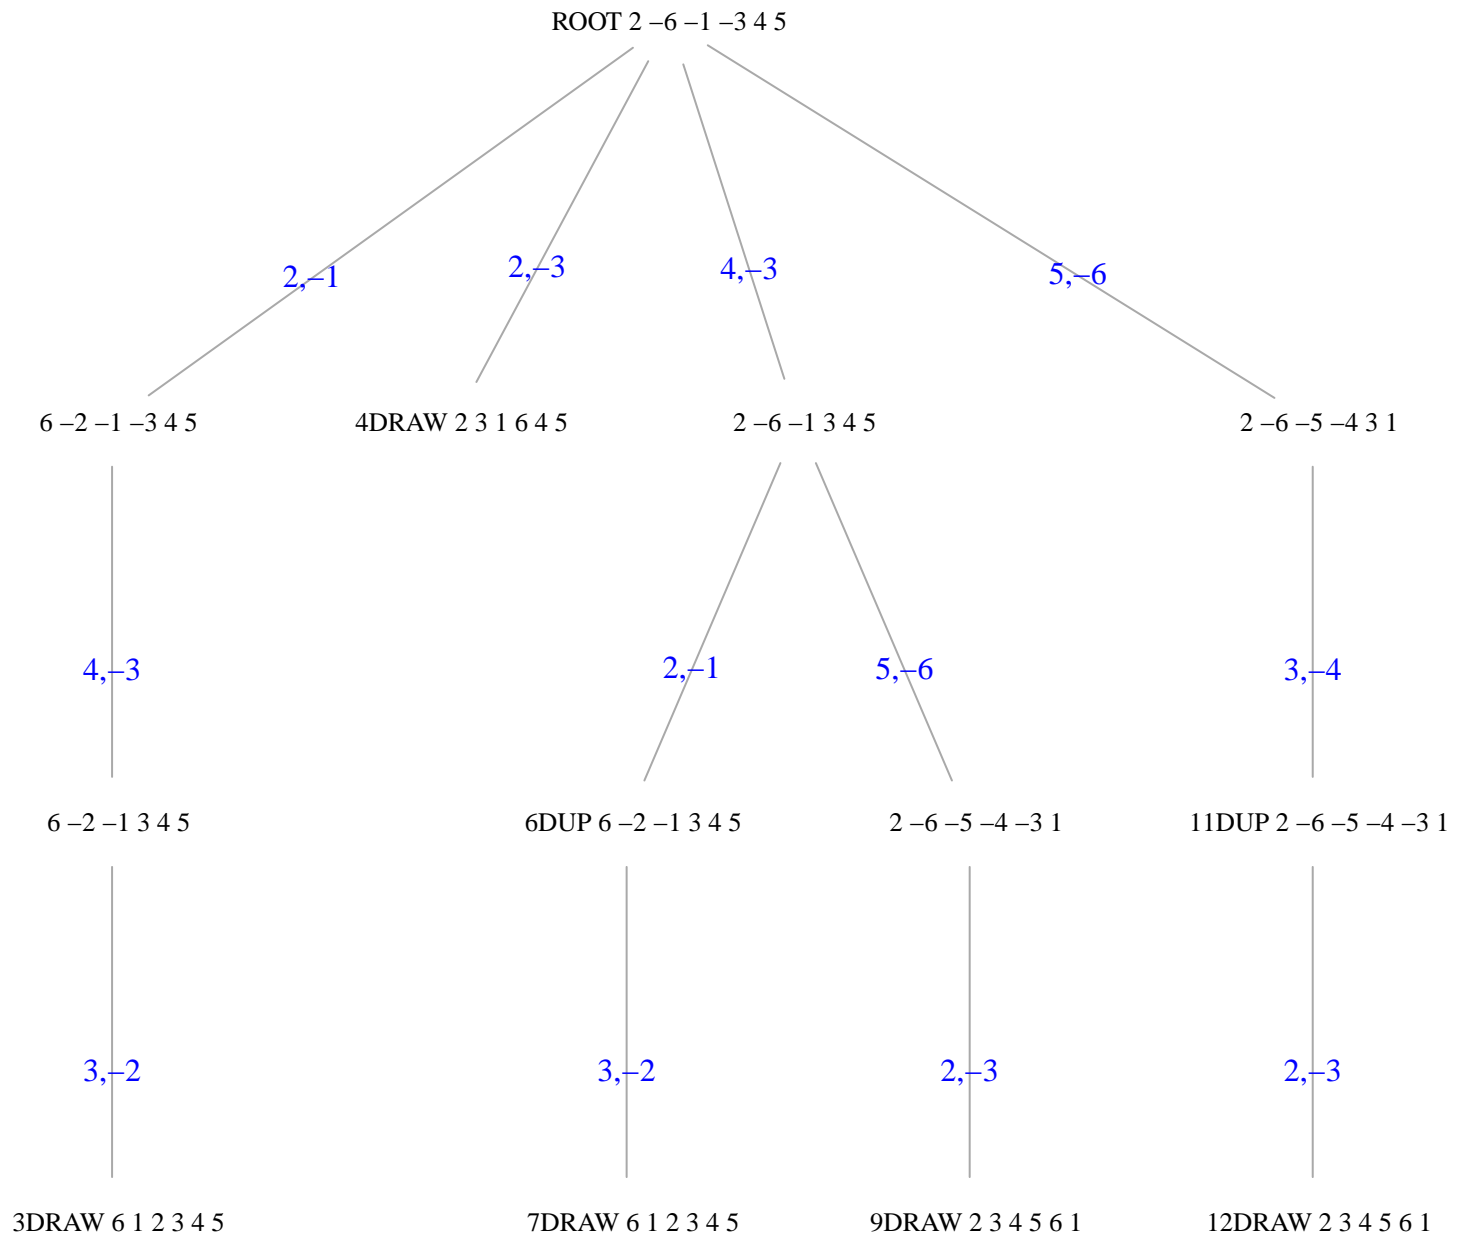 ROOT 2 –6 –1 –3 4 5
2,–1
2,–3
4,–3
5,–6
6 –2 –1 –3 4 5
4DRAW 2 3 1 6 4 5
2 –6 –1 3 4 5
2 –6 –5 –4 3 1
4,–3
2,–1
5,–6
3,–4
6 –2 –1 3 4 5
6DUP 6 –2 –1 3 4 5
2 –6 –5 –4 –3 1
11DUP 2 –6 –5 –4 –3 1
3,–2
3,–2
2,–3
2,–3
3DRAW 6 1 2 3 4 5
7DRAW 6 1 2 3 4 5
9DRAW 2 3 4 5 6 1
12DRAW 2 3 4 5 6 1